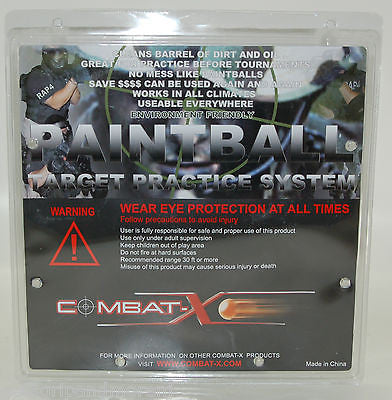 CLEANS BARREL OF DIRT AND OIL
GREAT FOR PRACTICE BEFORE TOURNAMENTS
NO MESS LIKE PAINTBALLS
SAVE $$$$ CAN BE USED AGAIN AND AGAIN
WORKS IN ALL CLIMATES
USEABLE EVERYWHERE
ENVIRONMENT FRIENDLY
RAP4
PAINTBALL
TARGET PRACTICE SYSTEM
WARNING
WEAR EYE PROTECTION AT ALL TIMES
Follow precautions to avoid injury
User is fully responsible for safe and proper use of this product
Use only under adult supervision
Keep children out of play area
Do not fire at hard surfaces
Recommended range 30 ft or more
Misuse of this product may cause serious injury or death
COMBAT-X
FOR MORE INFORMATION ON OTHER COMBAT-X PRODUCTS
VISIT WWW.COMBAT-X.COM
Made in China